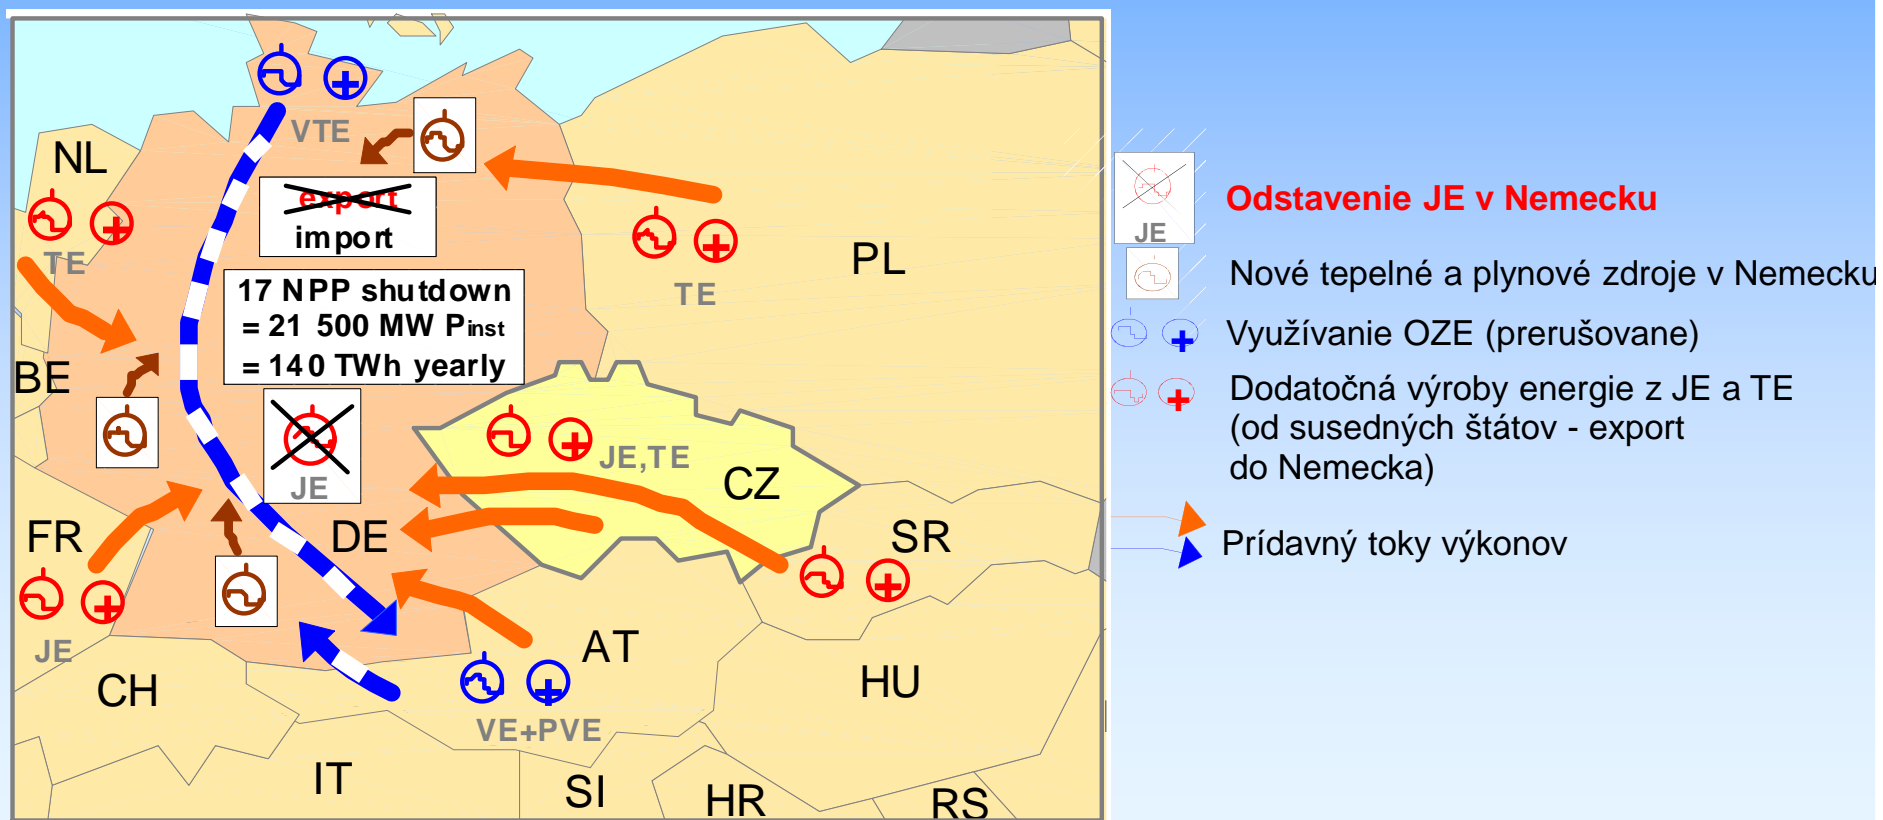 VTE
NL
export
import
TE
PL
TE
17 NPP shutdown
= 21 500 MW Pinst
= 140 TWh yearly
BE
JE
JE,TE
CZ
FR
DE
SR
JE
AT
CH
HU
VE+PVE
IT
SI
HR
RS
JE
Odstavenie JE v Nemecku
Nové tepelné a plynové zdroje v Nemecku
Využívanie OZE (prerušovane)
Dodatočná výroby energie z JE a TE
(od susedných štátov - export
do Nemecka)
Prídavný toky výkonov